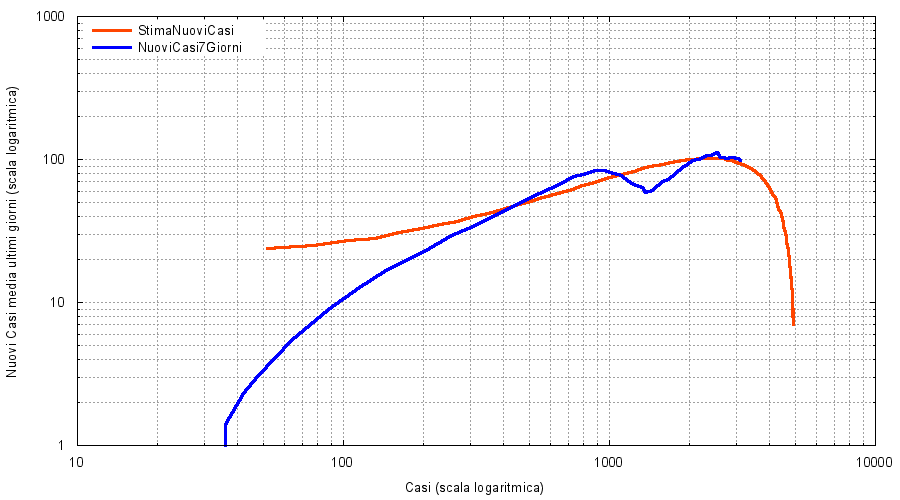 1000
StimaNuoviCasi
NuoviCasi7Giorni
100
10
1
10 100 1000 10000
Nuovi Casi media ultimi giorni (scala logaritmica)
Casi (scala logaritmica)